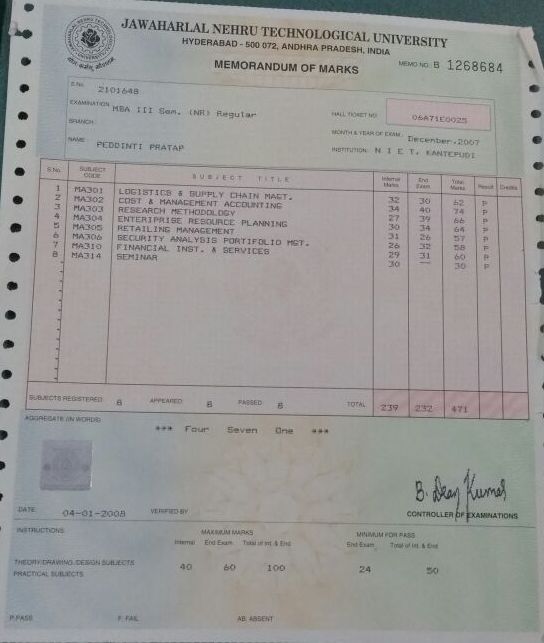 JAWAHARLAL NEHRU TECHNOLOGICAL UNIVERSITY
HYDERABAD - 500 072, ANDHRA PRADESH, INDIA
MEMORANDUM OF MARKS
MEMO NO: B 1268684
S.No. 2101648
EXAMINATION MBA III Sem. (NR) Regular
HALL TICKET NO. 06A71E0025
BRANCH
MONTH & YEAR OF EXAM.: December,2007
NAME PEDDINTI PRATAP
INSTITUTION: N I E T, KANTEPUDI
S.No. SUBJECT CODE SUBJECT TITLE Internal Marks End Exam Total Marks Result Credits
1 MA301 LOGISTICS & SUPPLY CHAIN MAGT. 32 30 62 P
2 MA302 COST & MANAGEMENT ACCOUNTING 34 40 74 P
3 MA303 RESEARCH METHODOLOGY 27 39 66 P
4 MA304 ENTERIPRISE RESOURCE PLANNING 30 34 64 P
5 MA305 RETAILING MANAGEMENT 31 26 57 P
6 MA306 SECURITY ANALYSIS PORTIFOLIO MGT. 26 32 58 P
7 MA310 FINANCIAL INST. & SERVICES 29 31 60 P
8 MA314 SEMINAR 30 -- 30 P
SUBJECTS REGISTERED 8 APPEARED 8 PASSED 8 TOTAL 239 232 471
AGGREGATE (IN WORDS)
*** Four Seven One ***
B. Dean Kumar
DATE: 04-01-2008 VERIFIED BY CONTROLLER OF EXAMINATIONS
INSTRUCTIONS: MAXIMUM MARKS MINIMUM FOR PASS
Internal End Exam Total of Int. & End End Exam. Total of Int. & End.
THEORY/DRAWING/DESIGN SUBJECTS
PRACTICAL SUBJECTS
40 60 100 24 50
P.PASS F: FAIL AB: ABSENT